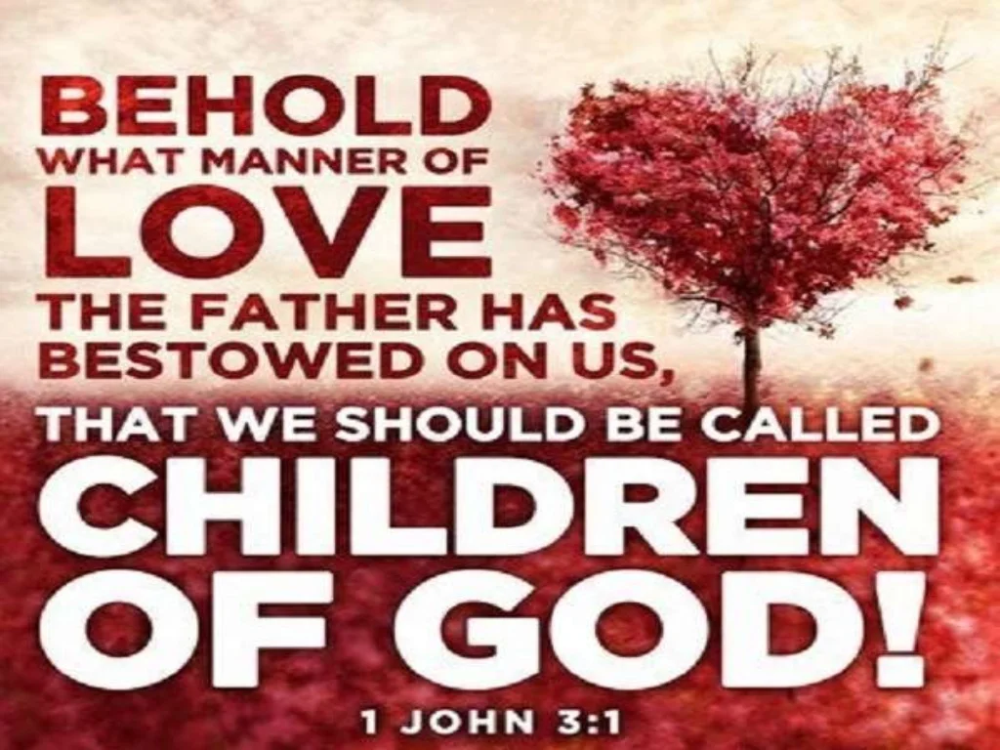 BEHOLD
WHAT MANNER OF
LOVE
THE FATHER HAS
BESTOWED ON US,
THAT WE SHOULD BE CALLED
CHILDREN
OF GOD!
1 JOHN 3:1